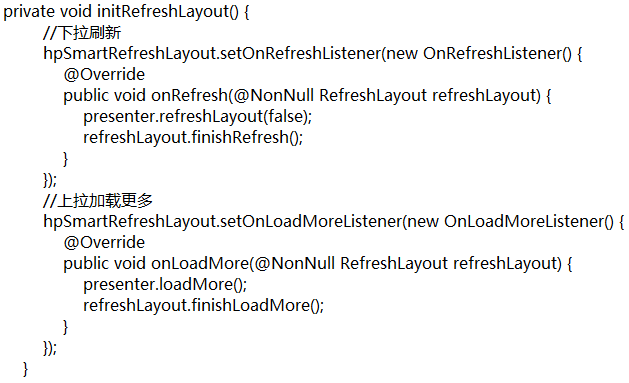 private void initRefreshLayout() {
//下拉刷新
hpSmartRefreshLayout.setOnRefreshListener(new OnRefreshListener() {
@Override
public void onRefresh(@NonNull RefreshLayout refreshLayout) {
presenter.refreshLayout(false);
refreshLayout.finishRefresh();
}
});
//上拉加载更多
hpSmartRefreshLayout.setOnLoadMoreListener(new OnLoadMoreListener() {
@Override
public void onLoadMore(@NonNull RefreshLayout refreshLayout) {
presenter.loadMore();
refreshLayout.finishLoadMore();
}
});
}